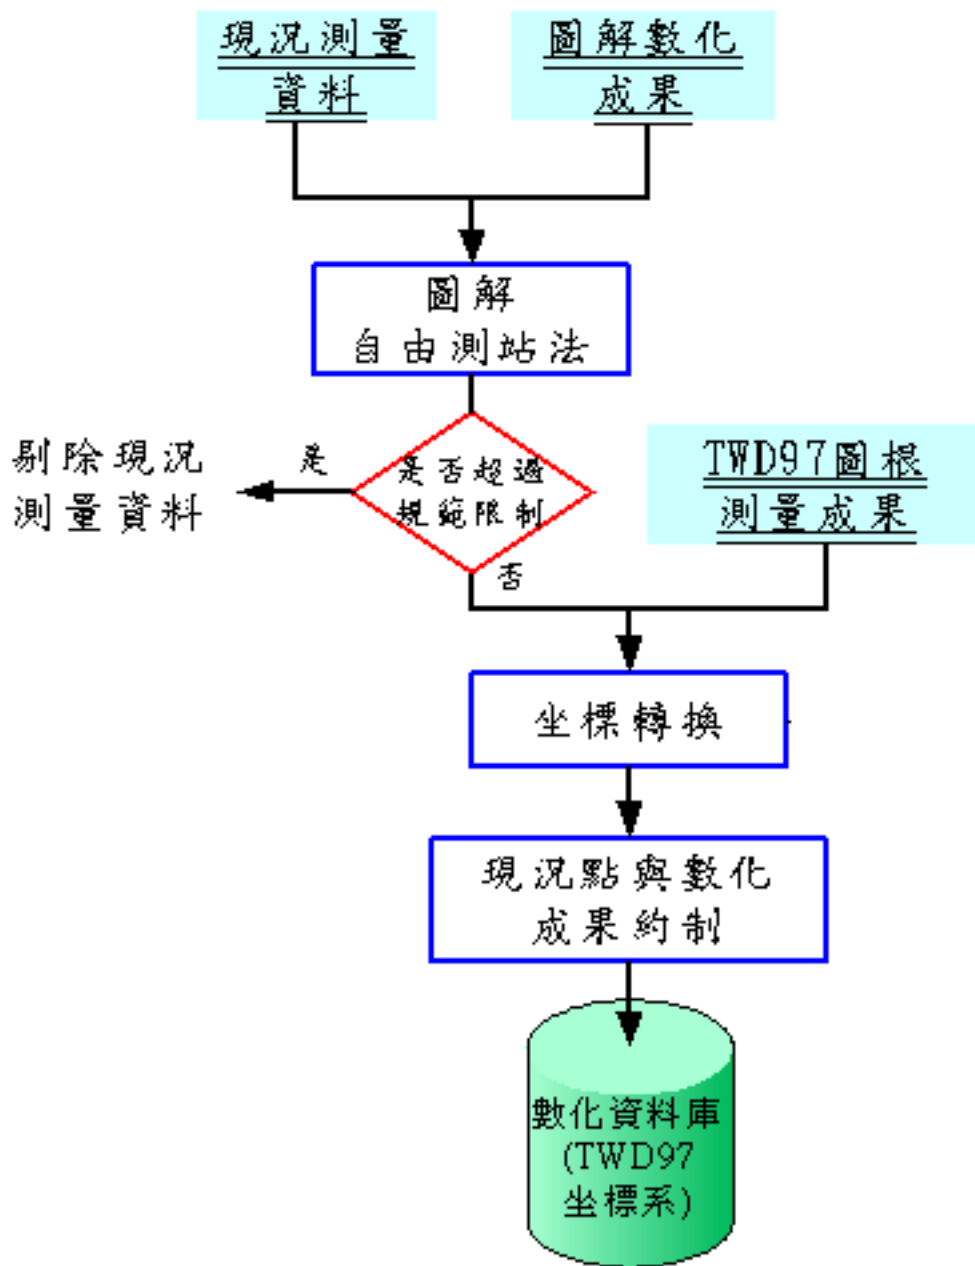 現況測量
資料
圖解數化
成果
圖解
自由測站法
剔除現況
測量資料
是
是否超過
規範限制
否
TWD97圖根
測量成果
坐標轉換
現況點與數化
成果約制
數化資料庫
(TWD97
坐標系)